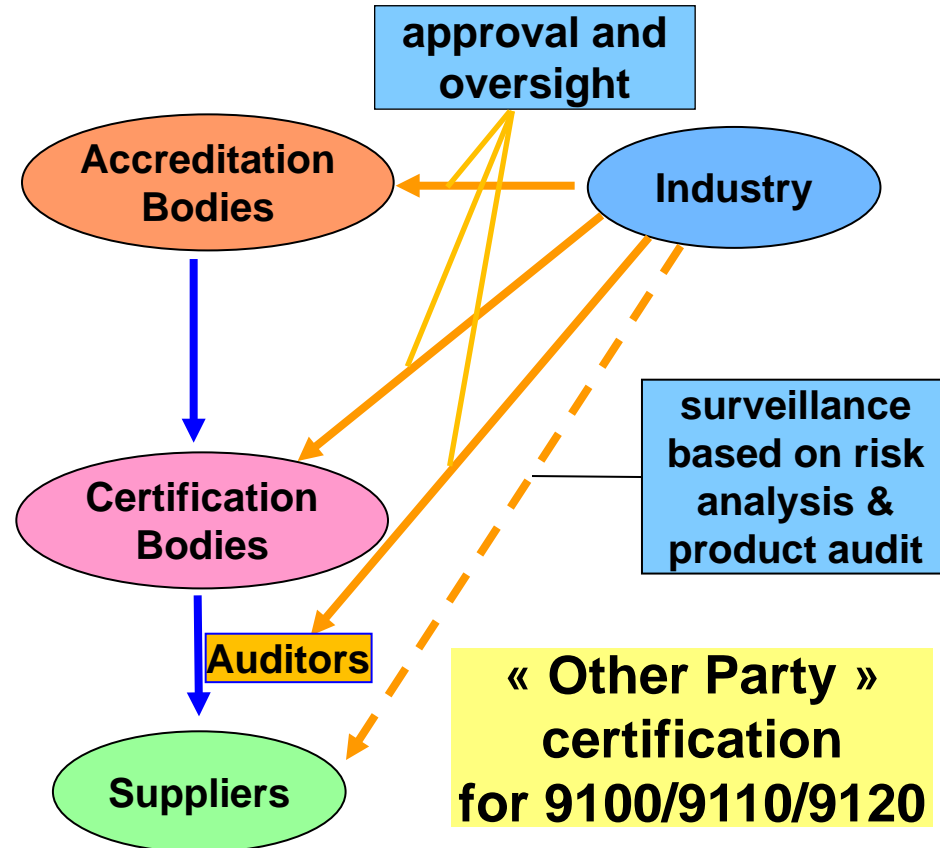 approval and
oversight
Accreditation
Bodies
Industry
surveillance
based on risk
analysis &
product audit
Certification
Bodies
Auditors
« Other Party »
certification
for 9100/9110/9120
Suppliers